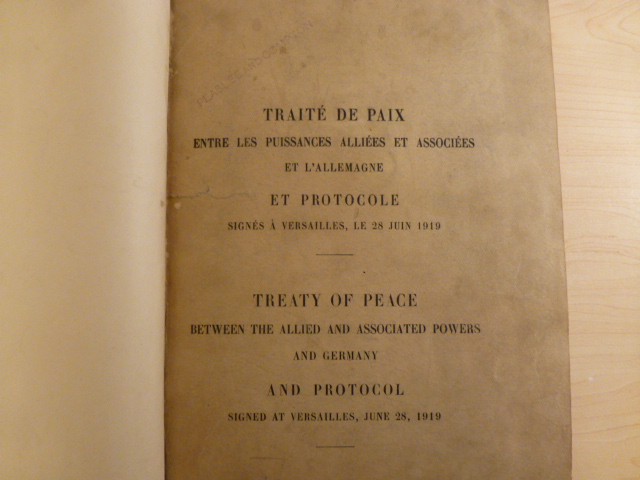 TRAITÉ DE PAIX
ENTRE LES PUISSANCES ALLIÉES ET ASSOCIÉES
ET L'ALLEMAGNE
ET PROTOCOLE
SIGNÉS À VERSAILLES, LE 28 JUIN 1919
TREATY OF PEACE
BETWEEN THE ALLIED AND ASSOCIATED POWERS
AND GERMANY
AND PROTOCOL
SIGNED AT VERSAILLES, JUNE 28, 1919